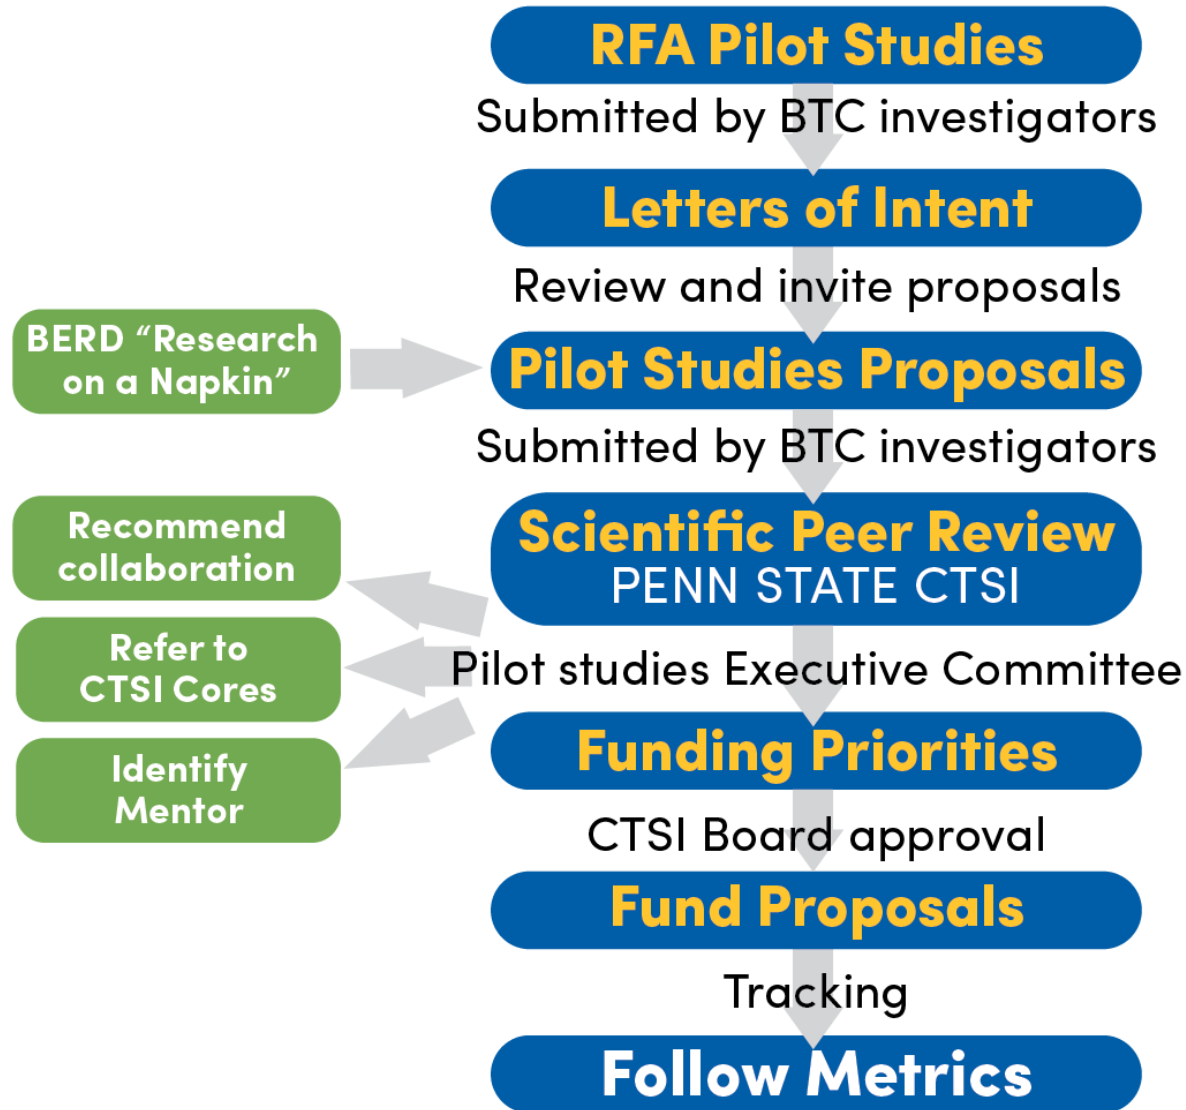 RFA Pilot Studies
Submitted by BTC investigators
Letters of Intent
Review and invite proposals
BERD “Research
on a Napkin”
Pilot Studies Proposals
Submitted by BTC investigators
Scientific Peer Review
PENN STATE CTSI
Recommend
collaboration
Refer to
CTSI Cores
Identify
Mentor
Pilot studies Executive Committee
Funding Priorities
CTSI Board approval
Fund Proposals
Tracking
Follow Metrics